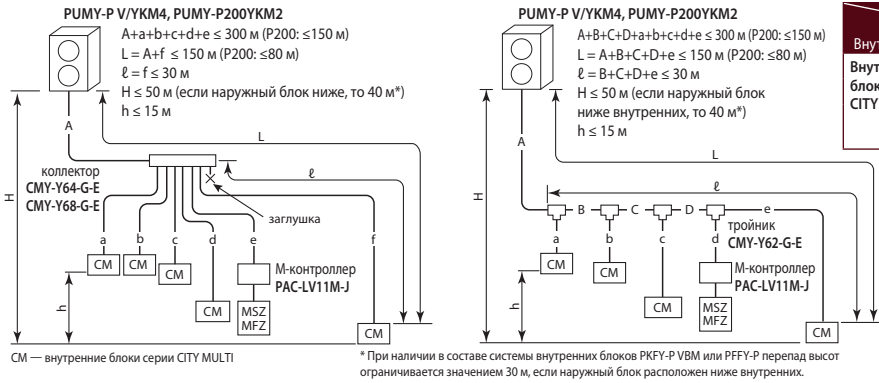 PUMY-P V/YKM4, PUMY-P200YKM2
A+a+b+c+d+e ≤ 300 м (P200: ≤150 м)
L = A+f ≤ 150 м (P200: ≤80 м)
ℓ = f ≤ 30 м
H ≤ 50 м (если наружный блок ниже, то 40 м*)
h ≤ 15 м
A
L
H
коллектор
CMY-Y64-G-E
CMY-Y68-G-E
ℓ
заглушка
a
b
c
d
e
f
CM
CM
CM
М-контроллер
PAC-LV11M-J
h
CM
MSZ
MFZ
CM
CM — внутренние блоки серии CITY MULTI
PUMY-P V/YKM4, PUMY-P200YKM2
A+B+C+D+a+b+c+d+e ≤ 300 м (P200: ≤150 м)
L = A+B+C+D+e ≤ 150 м (P200: ≤80 м)
ℓ = B+C+D+e ≤ 30 м
H ≤ 50 м (если наружный блок
ниже внутренних, то 40 м*)
h ≤ 15 м
A
L
H
ℓ
B
C
D
e
тройник
CMY-Y62-G-E
a
b
c
d
CM
CM
М-контроллер
PAC-LV11M-J
h
CM
MSZ
MFZ
CM
* При наличии в составе системы внутренних блоков PKFY-P VBM или PFFY-P перепад высот
ограничивается значением 30 м, если наружный блок расположен ниже внутренних.
Внут
Внут
блок
CITY